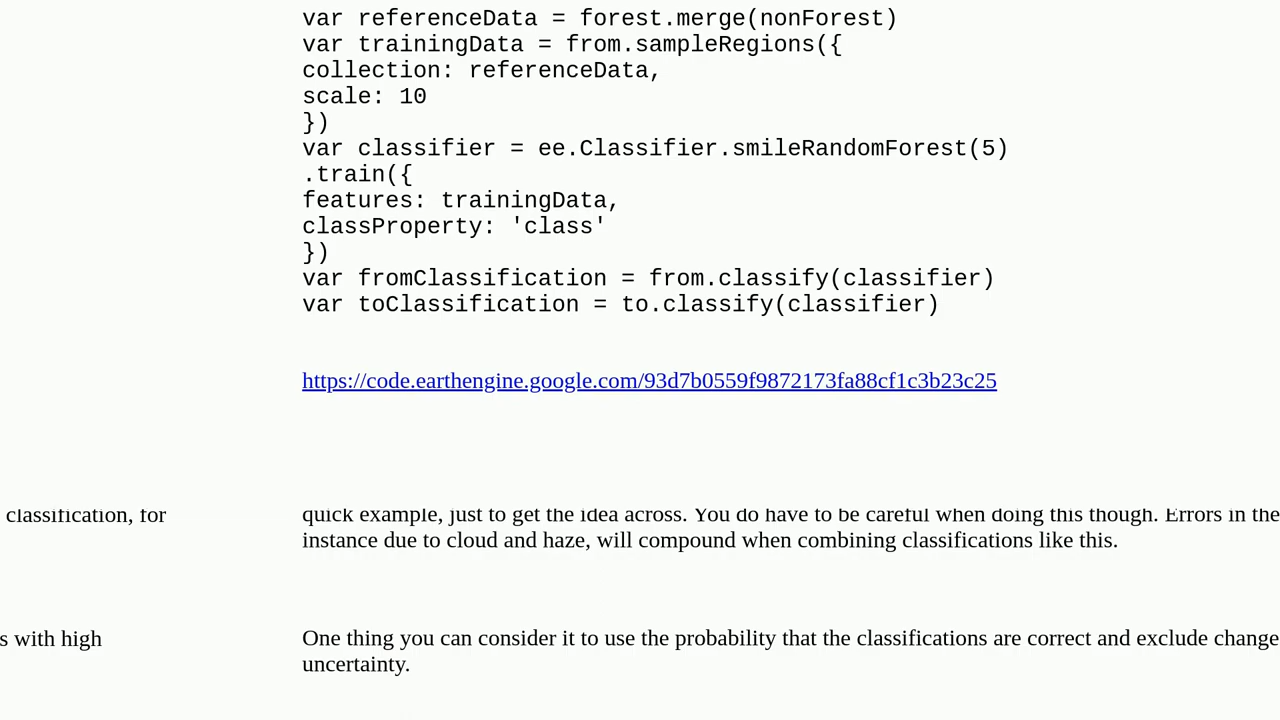 var referenceData = forest.merge(nonForest)
var trainingData = from.sampleRegions({
collection: referenceData,
scale: 10
})
var classifier = ee.Classifier.smileRandomForest(5)
.train({
features: trainingData,
classProperty: 'class'
})
var fromClassification = from.classify(classifier)
var toClassification = to.classify(classifier)
https://code.earthengine.google.com/93d7b0559f9872173fa88cf1c3b23c25
classification, for
quick example, just to get the idea across. You do have to be careful when doing this though. Errors in the
instance due to cloud and haze, will compound when combining classifications like this.
s with high
One thing you can consider it to use the probability that the classifications are correct and exclude change
uncertainty.